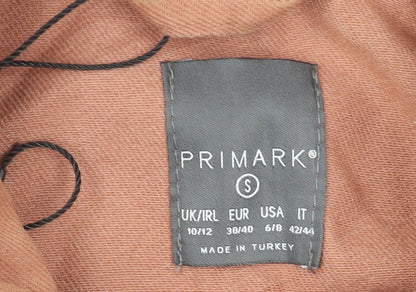 PRIMARK®
S
UK/IRL EUR USA IT
10/12 38/40 6/8 42/44
MADE IN TURKEY